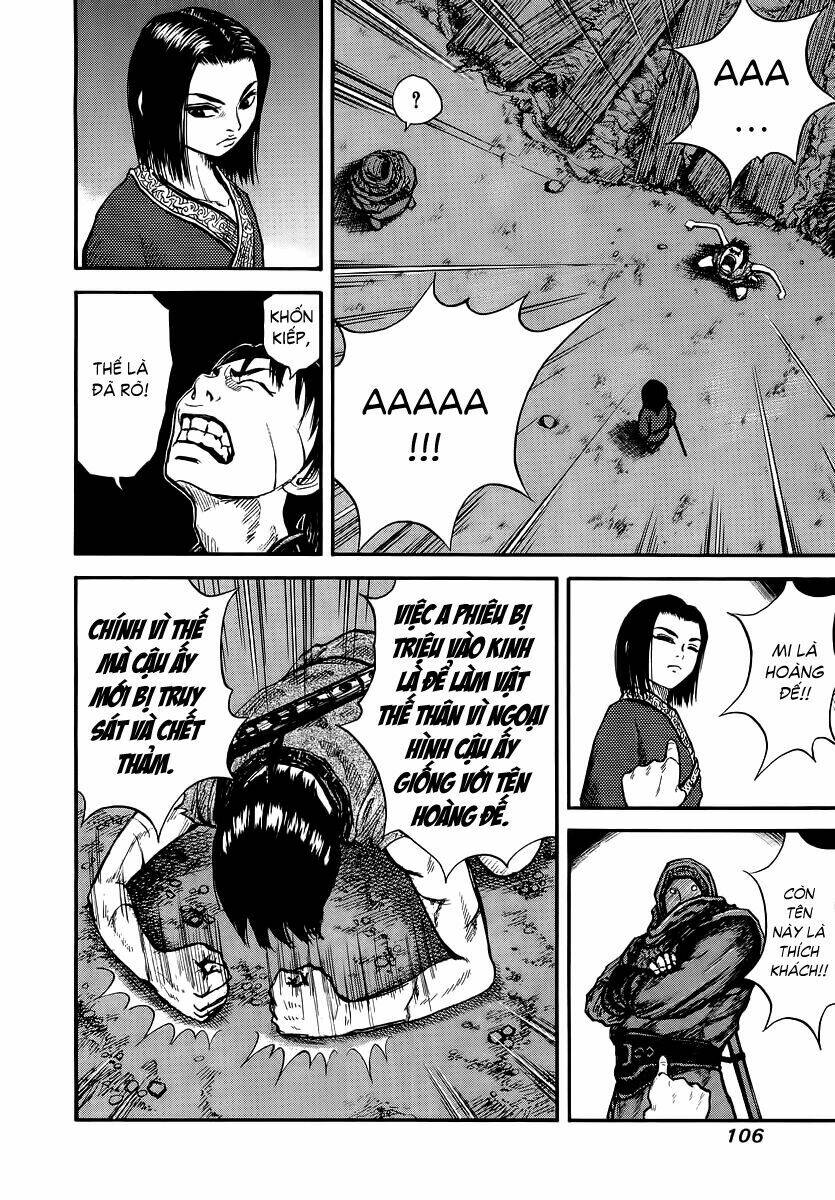 AAA
...
?
AAAAA
!!!
KHỐN
KIẾP,
THẾ LÀ
ĐÃ RÕ!
MI LÀ
HOÀNG
ĐẾ!!
CÒN
TÊN
NÀY LÀ
THÍCH
KHÁCH!!
VIỆC A PHIÊU BỊ
TRIỆU VÀO KINH
LÀ ĐỂ LÀM VẬT
THẾ THÂN VÌ NGOẠI
HÌNH CẬU ẤY
GIỐNG VỚI TÊN
HOÀNG ĐẾ.
CHÍNH VÌ THẾ
MÀ CẬU ẤY
MỚI BỊ TRUY
SÁT VÀ CHẾT
THẢM.
106